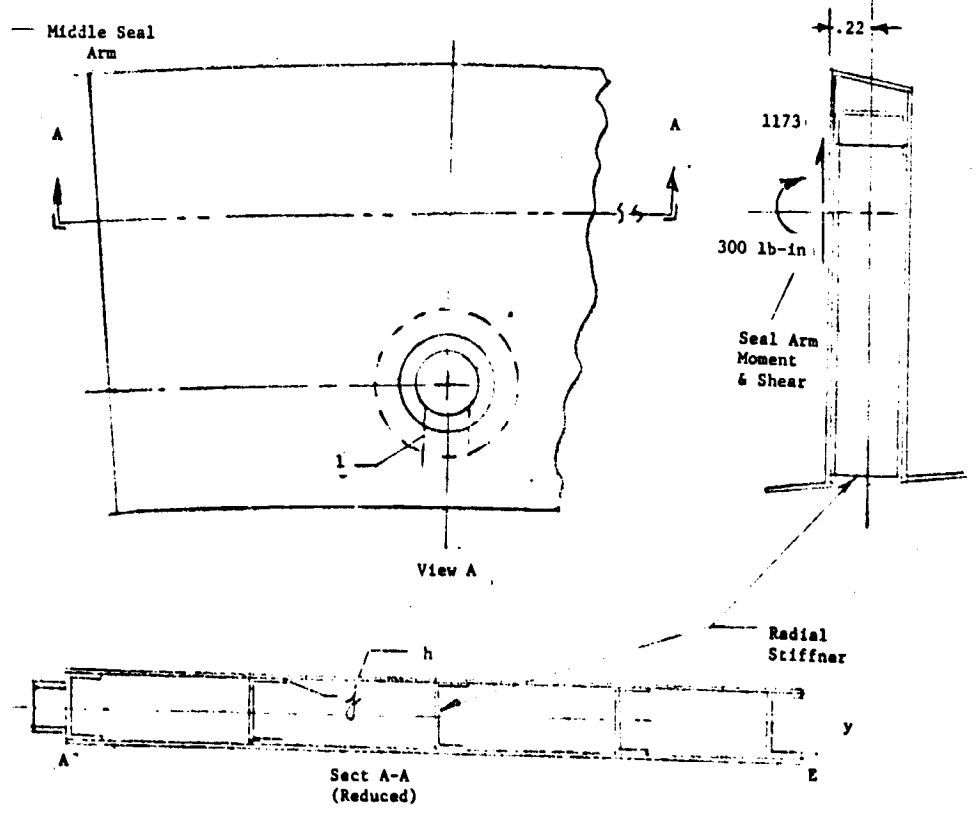 — Middle Seal
Arm
.22
A
A
1173
300 lb-in
Seal Arm
Moment
& Shear
1
View A
Radial
Stiffner
h
j
y
A
E
Sect A-A
(Reduced)